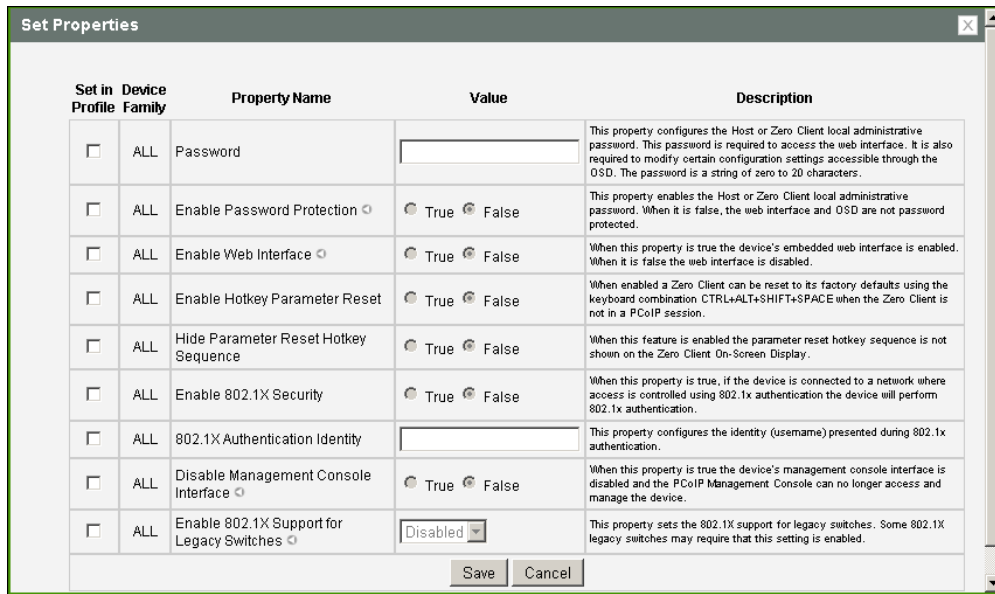 Set Properties
X
Set in Profile
Device Family
Property Name
Value
Description
ALL
Password
This property configures the Host or Zero Client local administrative
password. This password is required to access the web interface. It is also
required to modify certain configuration settings accessible through the
OSD. The password is a string of zero to 20 characters.
ALL
Enable Password Protection
True False
This property enables the Host or Zero Client local administrative
password. When it is false, the web interface and OSD are not password
protected.
ALL
Enable Web Interface
True False
When this property is true the device's embedded web interface is enabled.
When it is false the web interface is disabled.
ALL
Enable Hotkey Parameter Reset
True False
When enabled a Zero Client can be reset to its factory defaults using the
keyboard combination CTRL+ALT+SHIFT+SPACE when the Zero Client is
not in a PCoIP session.
ALL
Hide Parameter Reset Hotkey
Sequence
True False
When this feature is enabled the parameter reset hotkey sequence is not
shown on the Zero Client On-Screen Display.
ALL
Enable 802.1X Security
True False
When this property is true, if the device is connected to a network where
access is controlled using 802.1x authentication the device will perform
802.1x authentication.
ALL
802.1X Authentication Identity
This property configures the identity (username) presented during 802.1x
authentication.
ALL
Disable Management Console
Interface
True False
When this property is true the device's management console interface is
disabled and the PCoIP Management Console can no longer access and
manage the device.
ALL
Enable 802.1X Support for
Legacy Switches
Disabled
This property sets the 802.1X support for legacy switches. Some 802.1X
legacy switches may require that this setting is enabled.
Save
Cancel